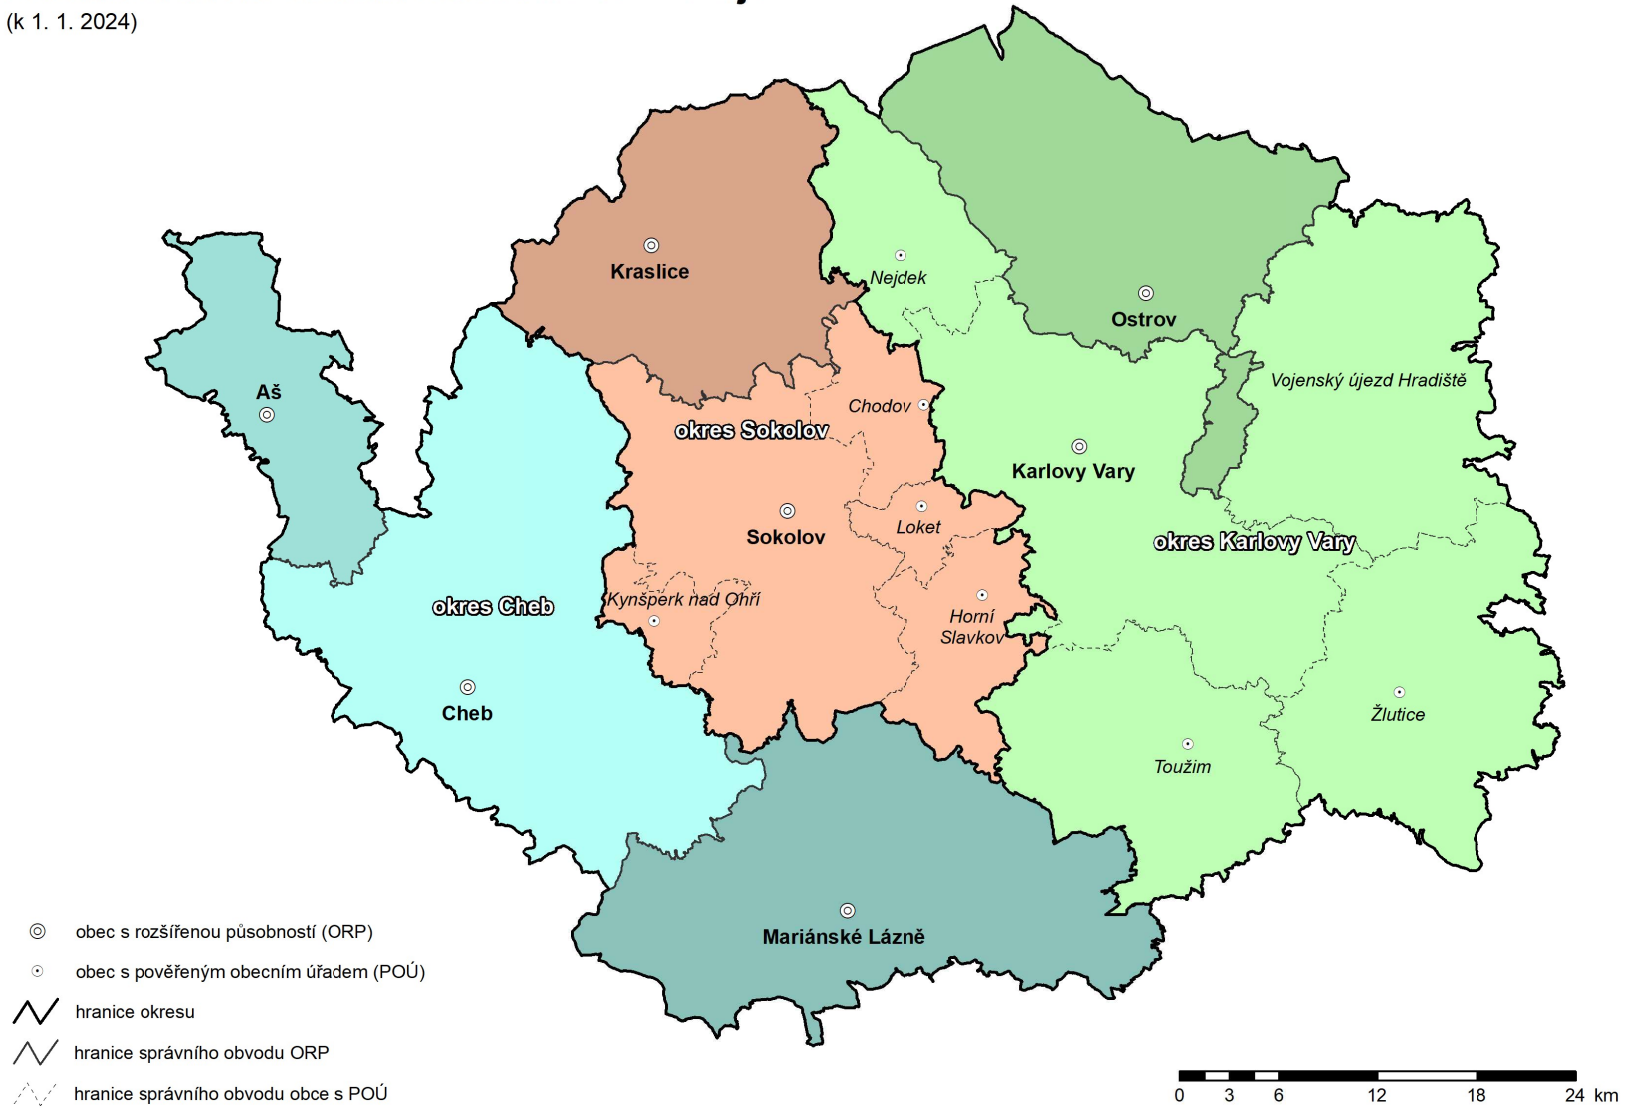 (k 1. 1. 2024)
Kraslice
Nejdek
Ostrov
Aš
Vojenský újezd Hradiště
Chodov
okres Sokolov
Karlovy Vary
Loket
Sokolov
okres Karlovy Vary
Kynšperk nad Ohří
okres Cheb
Horní
Slavkov
Cheb
Žlutice
Toužim
Mariánské Lázně
obec s rozšířenou působností (ORP)
obec s pověřeným obecním úřadem (POÚ)
hranice okresu
hranice správního obvodu ORP
hranice správního obvodu obce s POÚ
0 3 6 12 18 24 km